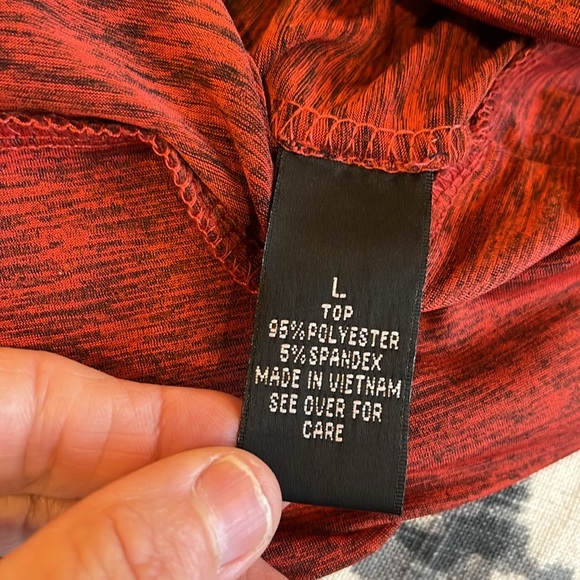 L
TOP
95% POLYESTER
5% SPANDEX
MADE IN VIETNAM
SEE OVER FOR
CARE